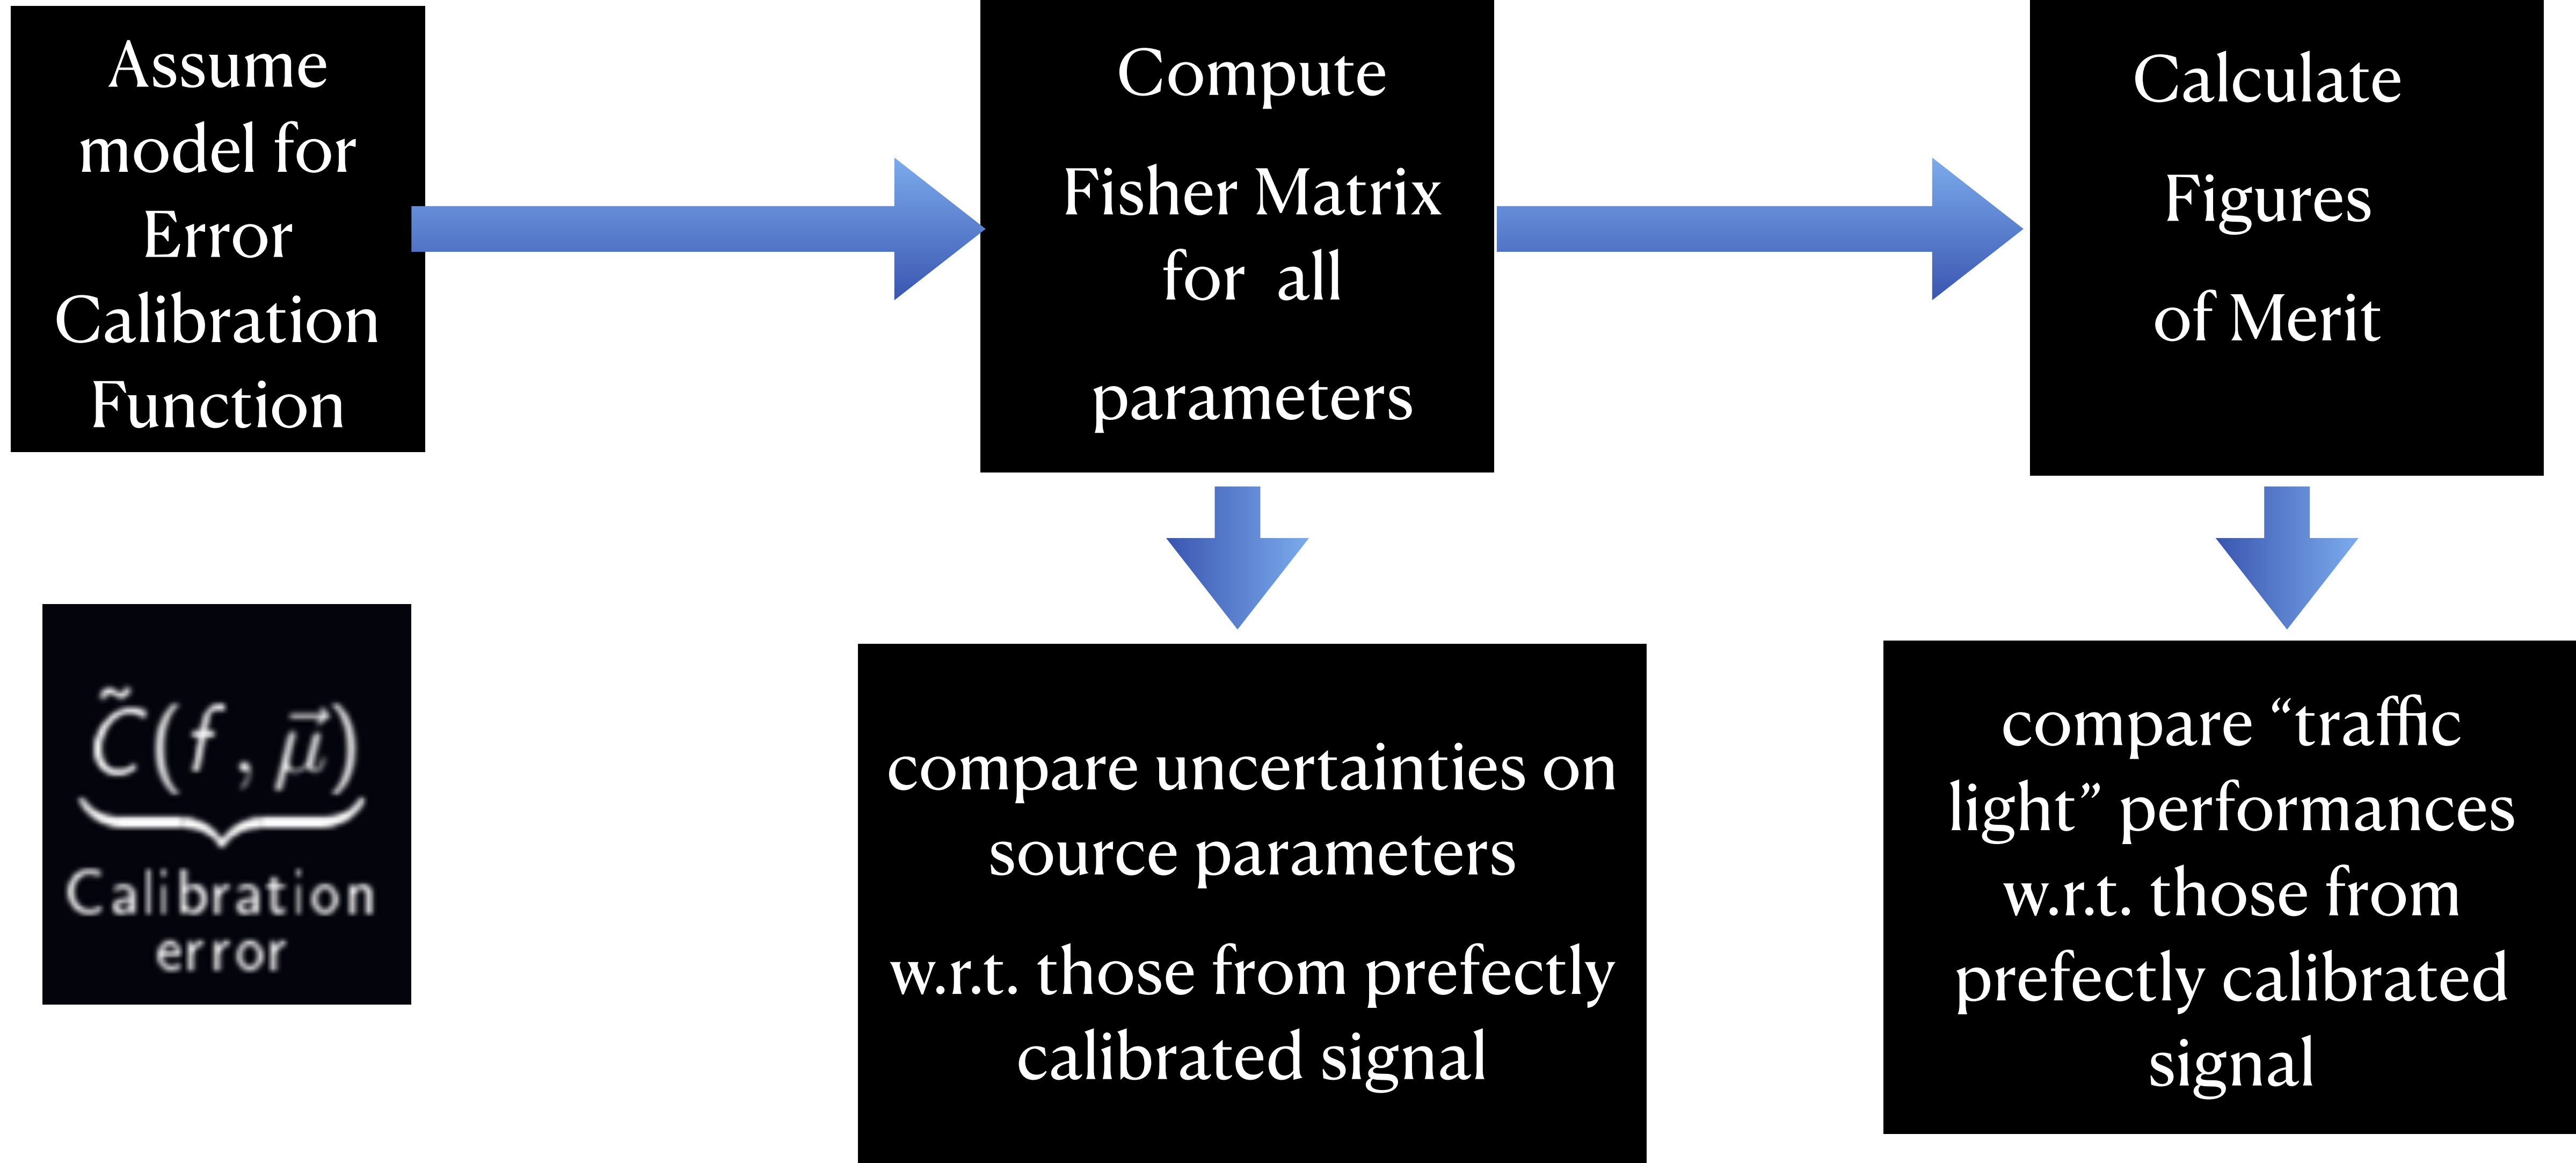 Assume
model for
Error
Calibration
Function
Compute
Fisher Matrix
for all
parameters
Calculate
Figures
of Merit
C̃(f, μ⃗)
Calibration
error
compare uncertainties on
source parameters
w.r.t. those from prefectly
calibrated signal
compare “traffic
light” performances
w.r.t. those from
prefectly calibrated
signal